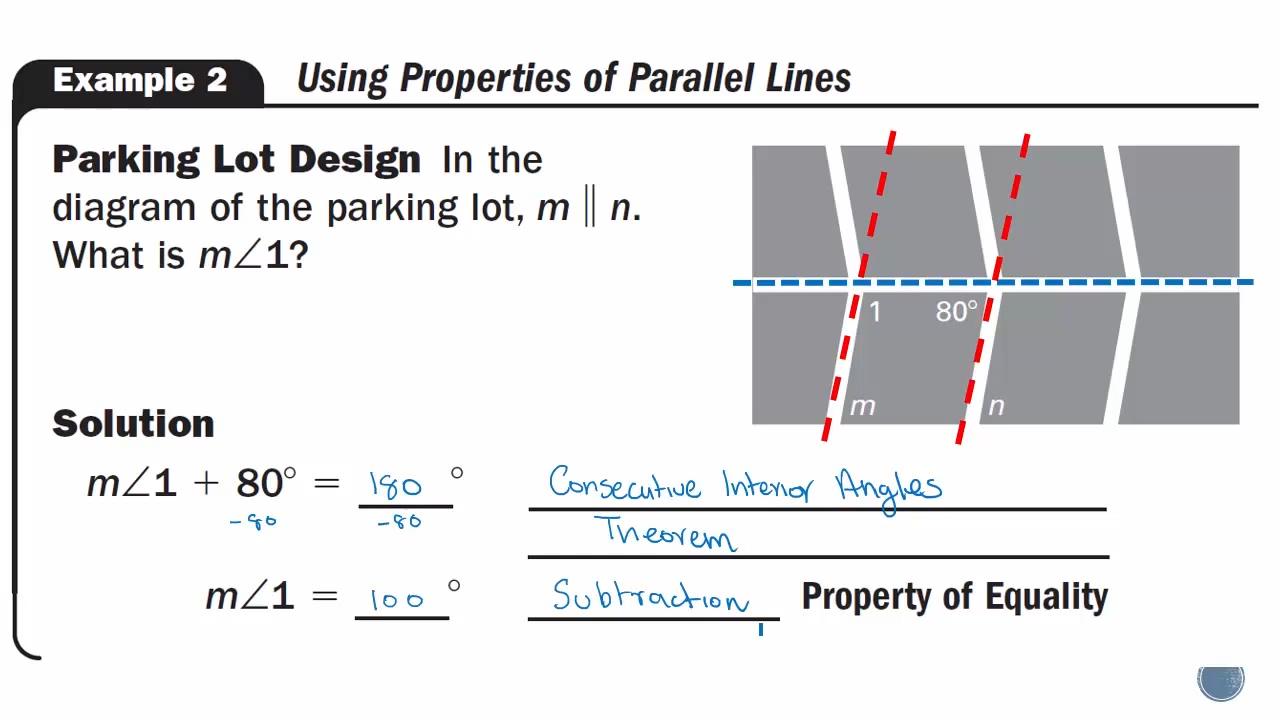 Example 2 Using Properties of Parallel Lines
Parking Lot Design In the
diagram of the parking lot, m ∥ n.
What is m∠1?
1 80°
m n
Solution
m∠1 + 80° = 180 ° Consecutive Interior Angles
-80 -80 Theorem
m∠1 = 100 ° Subtraction Property of Equality